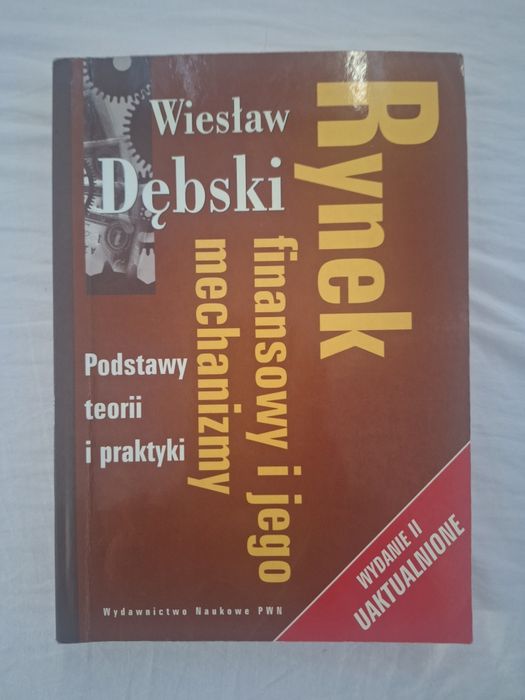 Wiesław
Dębski
Rynek
finansowy i jego
mechanizmy
Podstawy
teorii
i praktyki
WYDANIE II
UAKTUALNIONE
Wydawnictwo Naukowe PWN